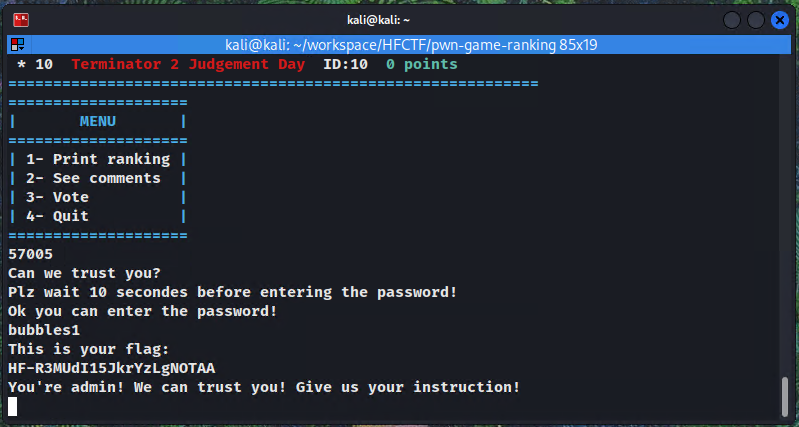 kali@kali: ~
kali@kali: ~/workspace/HFCTF/pwn-game-ranking 85x19
* 10 Terminator 2 Judgement Day ID:10 0 points
===========================================================
====================
| MENU |
====================
| 1- Print ranking |
| 2- See comments |
| 3- Vote |
| 4- Quit |
====================
57005
Can we trust you?
Plz wait 10 secondes before entering the password!
Ok you can enter the password!
bubbles1
This is your flag:
HF-R3MUdI15JkrYzLgNOTAA
You're admin! We can trust you! Give us your instruction!